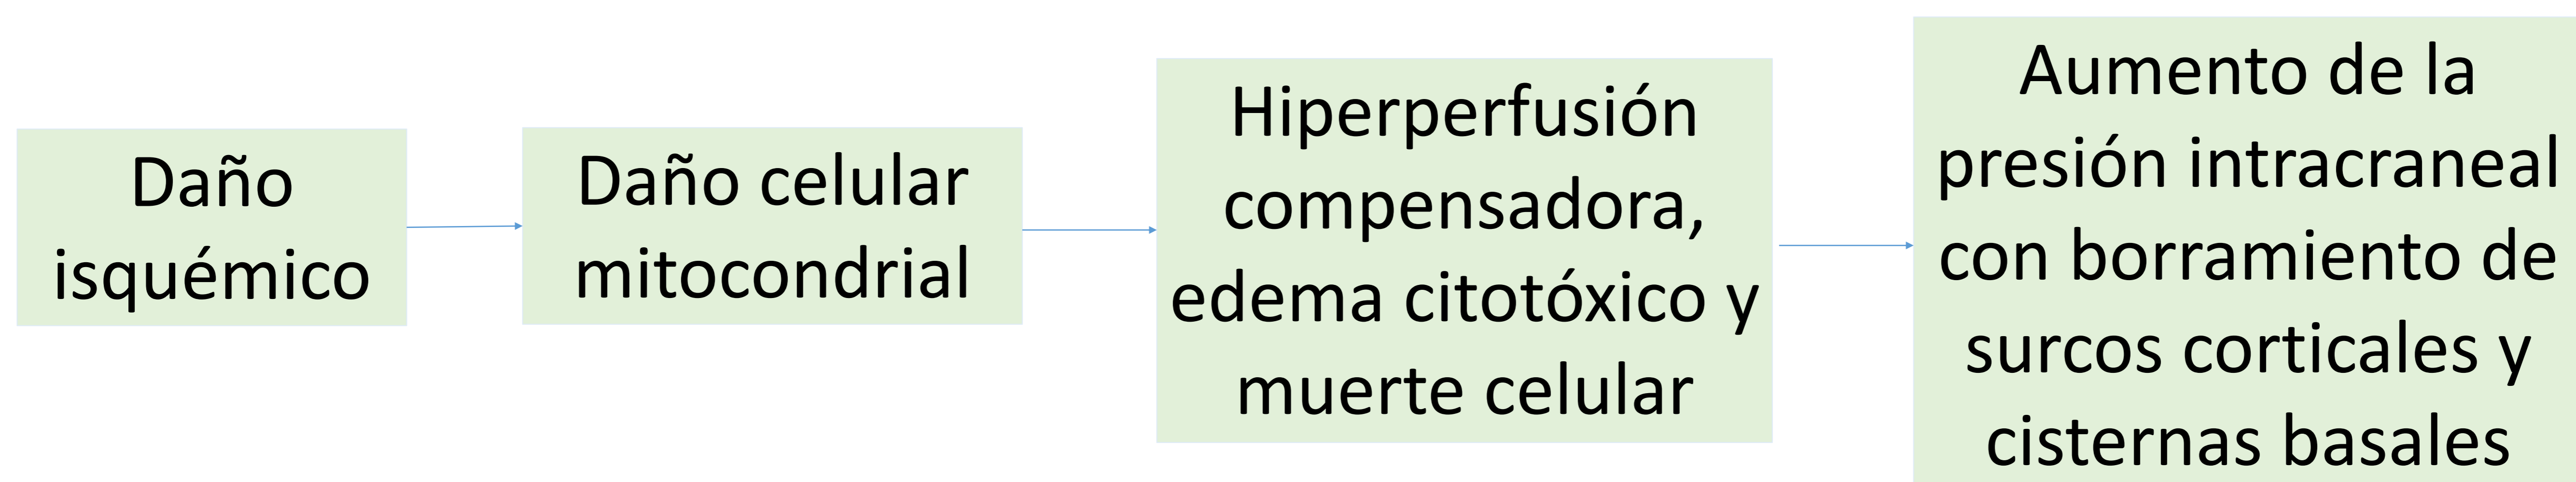 Daño
isquémico
Daño celular
mitocondrial
Hiperperfusión
compensadora,
edema citotóxico y
muerte celular
Aumento de la
presión intracraneal
con borramiento de
surcos corticales y
cisternas basales